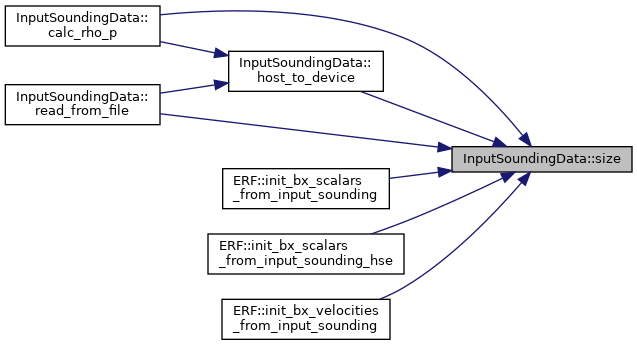 InputSoundingData::
calc_rho_p
InputSoundingData::
host_to_device
InputSoundingData::
read_from_file
InputSoundingData::size
ERF::init_bx_scalars
_from_input_sounding
ERF::init_bx_scalars
_from_input_sounding_hse
ERF::init_bx_velocities
_from_input_sounding